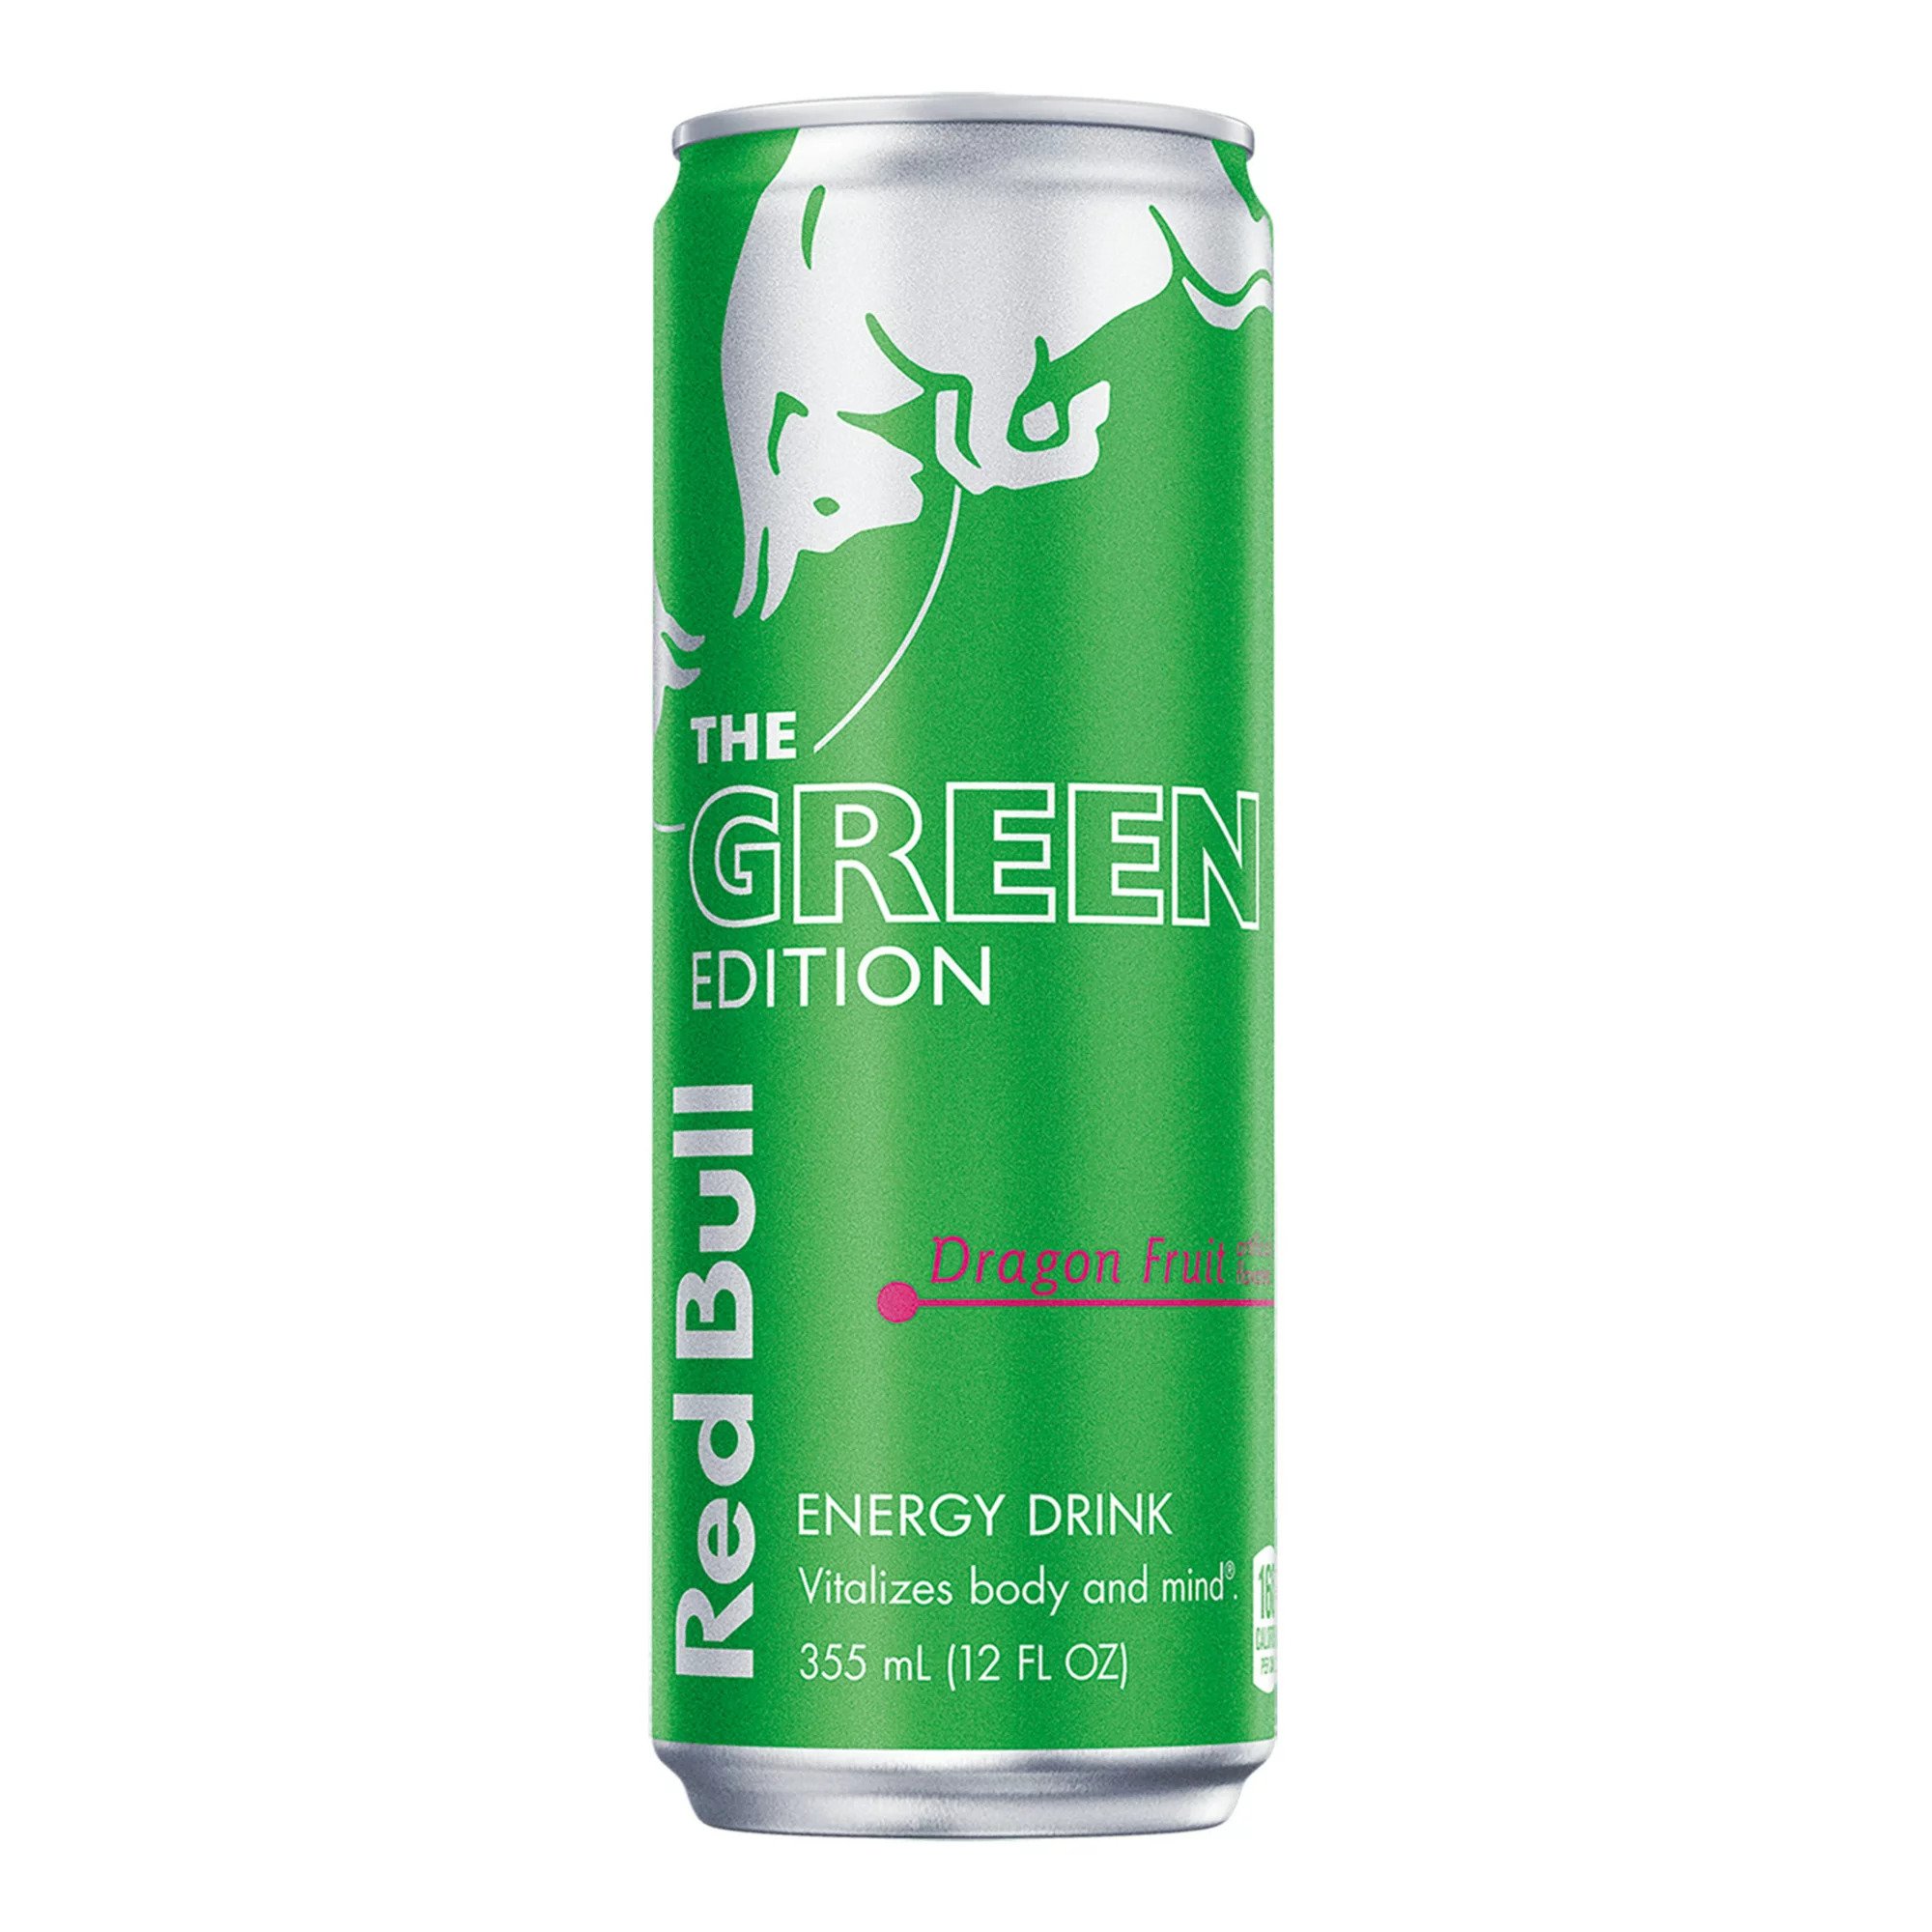 THE
GREEN
EDITION
Red Bull
Dragon Fruit
ENERGY DRINK
Vitalizes body and mind®.
355 mL (12 FL OZ)